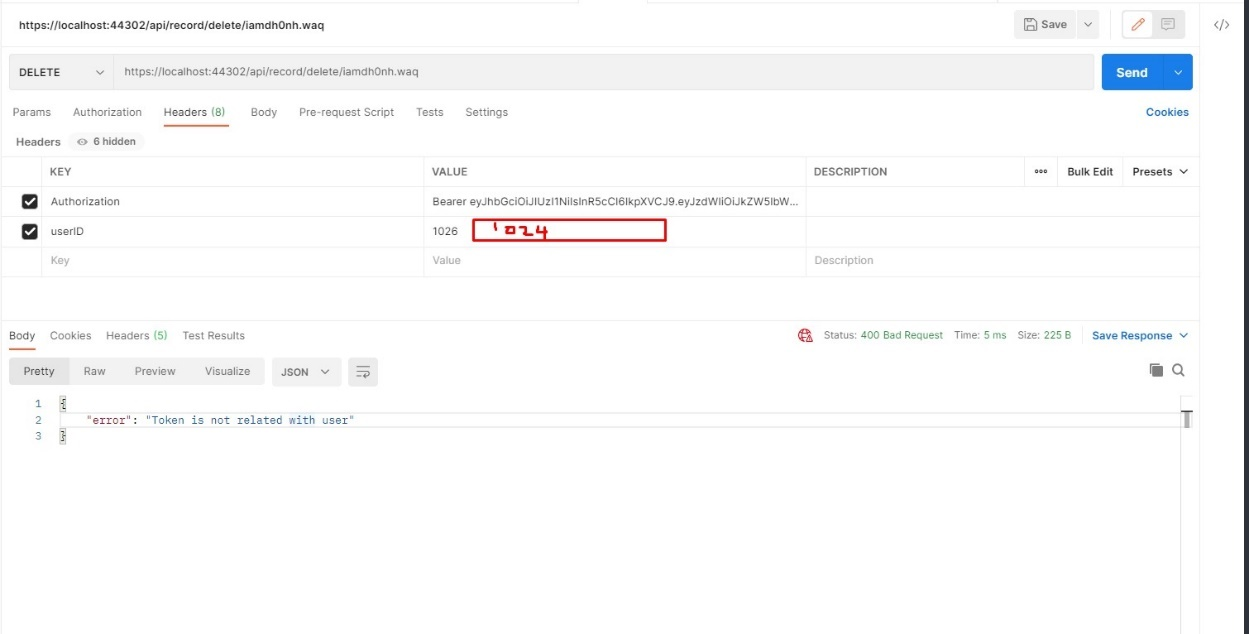 https://localhost:44302/api/record/delete/iamdh0nh.waq
Save
</>
DELETE
https://localhost:44302/api/record/delete/iamdh0nh.waq
Send
Params Authorization Headers (8) Body Pre-request Script Tests Settings Cookies
Headers 6 hidden
KEY VALUE DESCRIPTION ••• Bulk Edit Presets
Authorization Bearer eyJhbGciOiJIUzI1NiIsInR5cCI6IkpXVCJ9.eyJzdWIiOiJkZW5lbW...
userID 1026 1024
Key Value Description
Body Cookies Headers (5) Test Results Status: 400 Bad Request Time: 5 ms Size: 225 B Save Response
Pretty Raw Preview Visualize JSON
1 {
2 "error": "Token is not related with user"
3 }